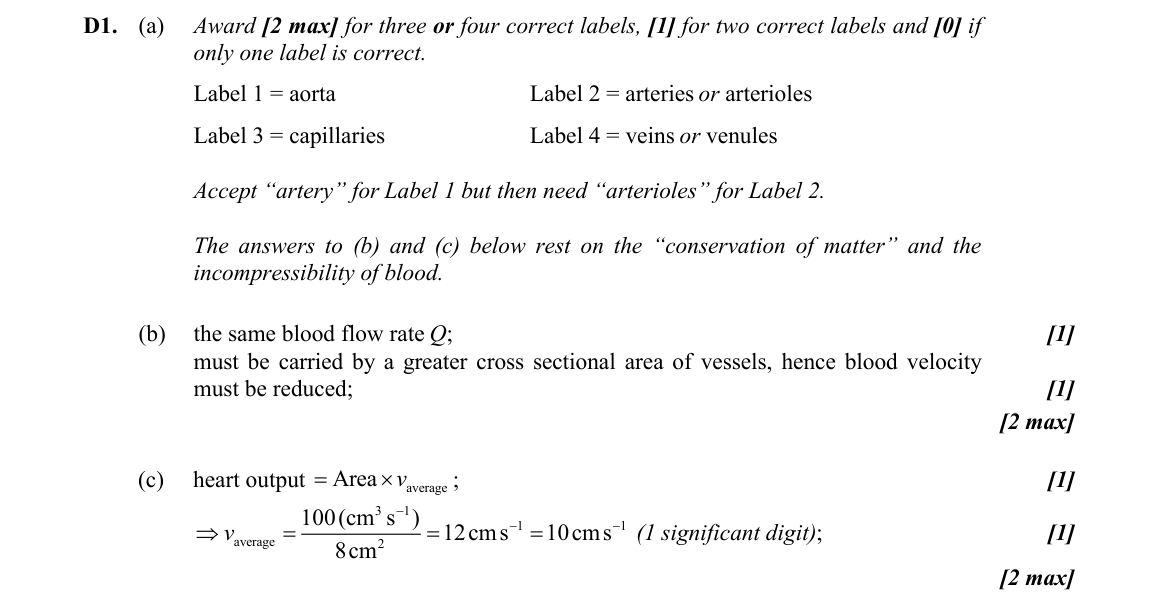 D1. (a) Award [2 max] for three or four correct labels, [1] for two correct labels and [0] if
only one label is correct.
Label 1 = aorta Label 2 = arteries or arterioles
Label 3 = capillaries Label 4 = veins or venules
Accept “artery” for Label 1 but then need “arterioles” for Label 2.
The answers to (b) and (c) below rest on the “conservation of matter” and the
incompressibility of blood.
(b) the same blood flow rate Q; [1]
must be carried by a greater cross sectional area of vessels, hence blood velocity
must be reduced; [1]
[2 max]
(c) heart output = Area × v_average ; [1]
⇒ v_average = 100 (cm³ s⁻¹) / 8 cm² = 12 cm s⁻¹ = 10 cm s⁻¹ (1 significant digit); [1]
[2 max]